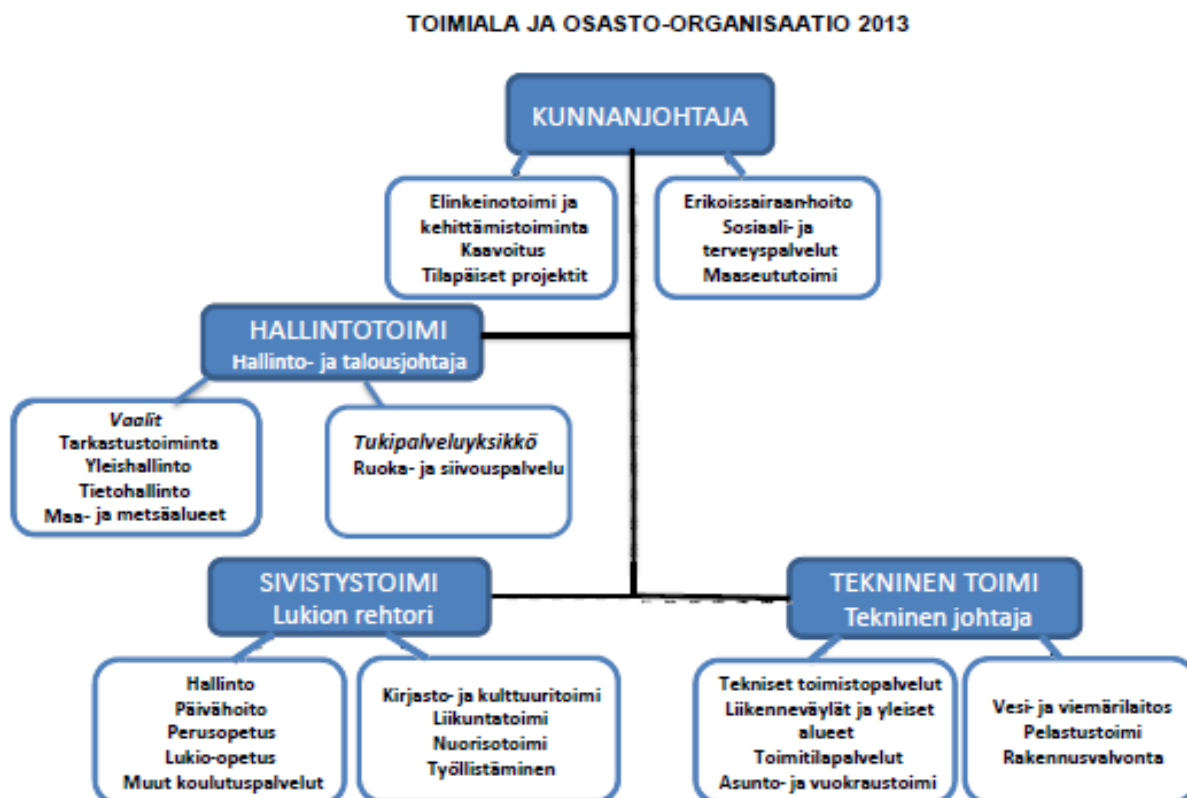 TOIMIALA JA OSASTO-ORGANISAATIO 2013
KUNNANJOHTAJA
Elinkeinotoimi ja
kehittämistoiminta
Kaavoitus
Tilapäiset projektit
Erikoissairaan-hoito
Sosiaali- ja
terveyspalvelut
Maaseututoimi
HALLINTOTOIMI
Hallinto- ja talousjohtaja
Vaalit
Tarkastustoiminta
Yleishallinto
Tietohallinto
Maa- ja metsäalueet
Tukipalveluyksikkö
Ruoka- ja siivouspalvelu
SIVISTYSTOIMI
Lukion rehtori
Hallinto
Päivähoito
Perusopetus
Lukio-opetus
Muut koulutuspalvelut
Kirjasto- ja kulttuuritoimi
Liikuntatoimi
Nuorisotoimi
Työllistäminen
TEKNINEN TOIMI
Tekninen johtaja
Tekniset toimistopalvelut
Liikenneväylät ja yleiset
alueet
Toimitilapalvelut
Asunto- ja vuokraustoimi
Vesi- ja viemärilaitos
Pelastustoimi
Rakennusvalvonta